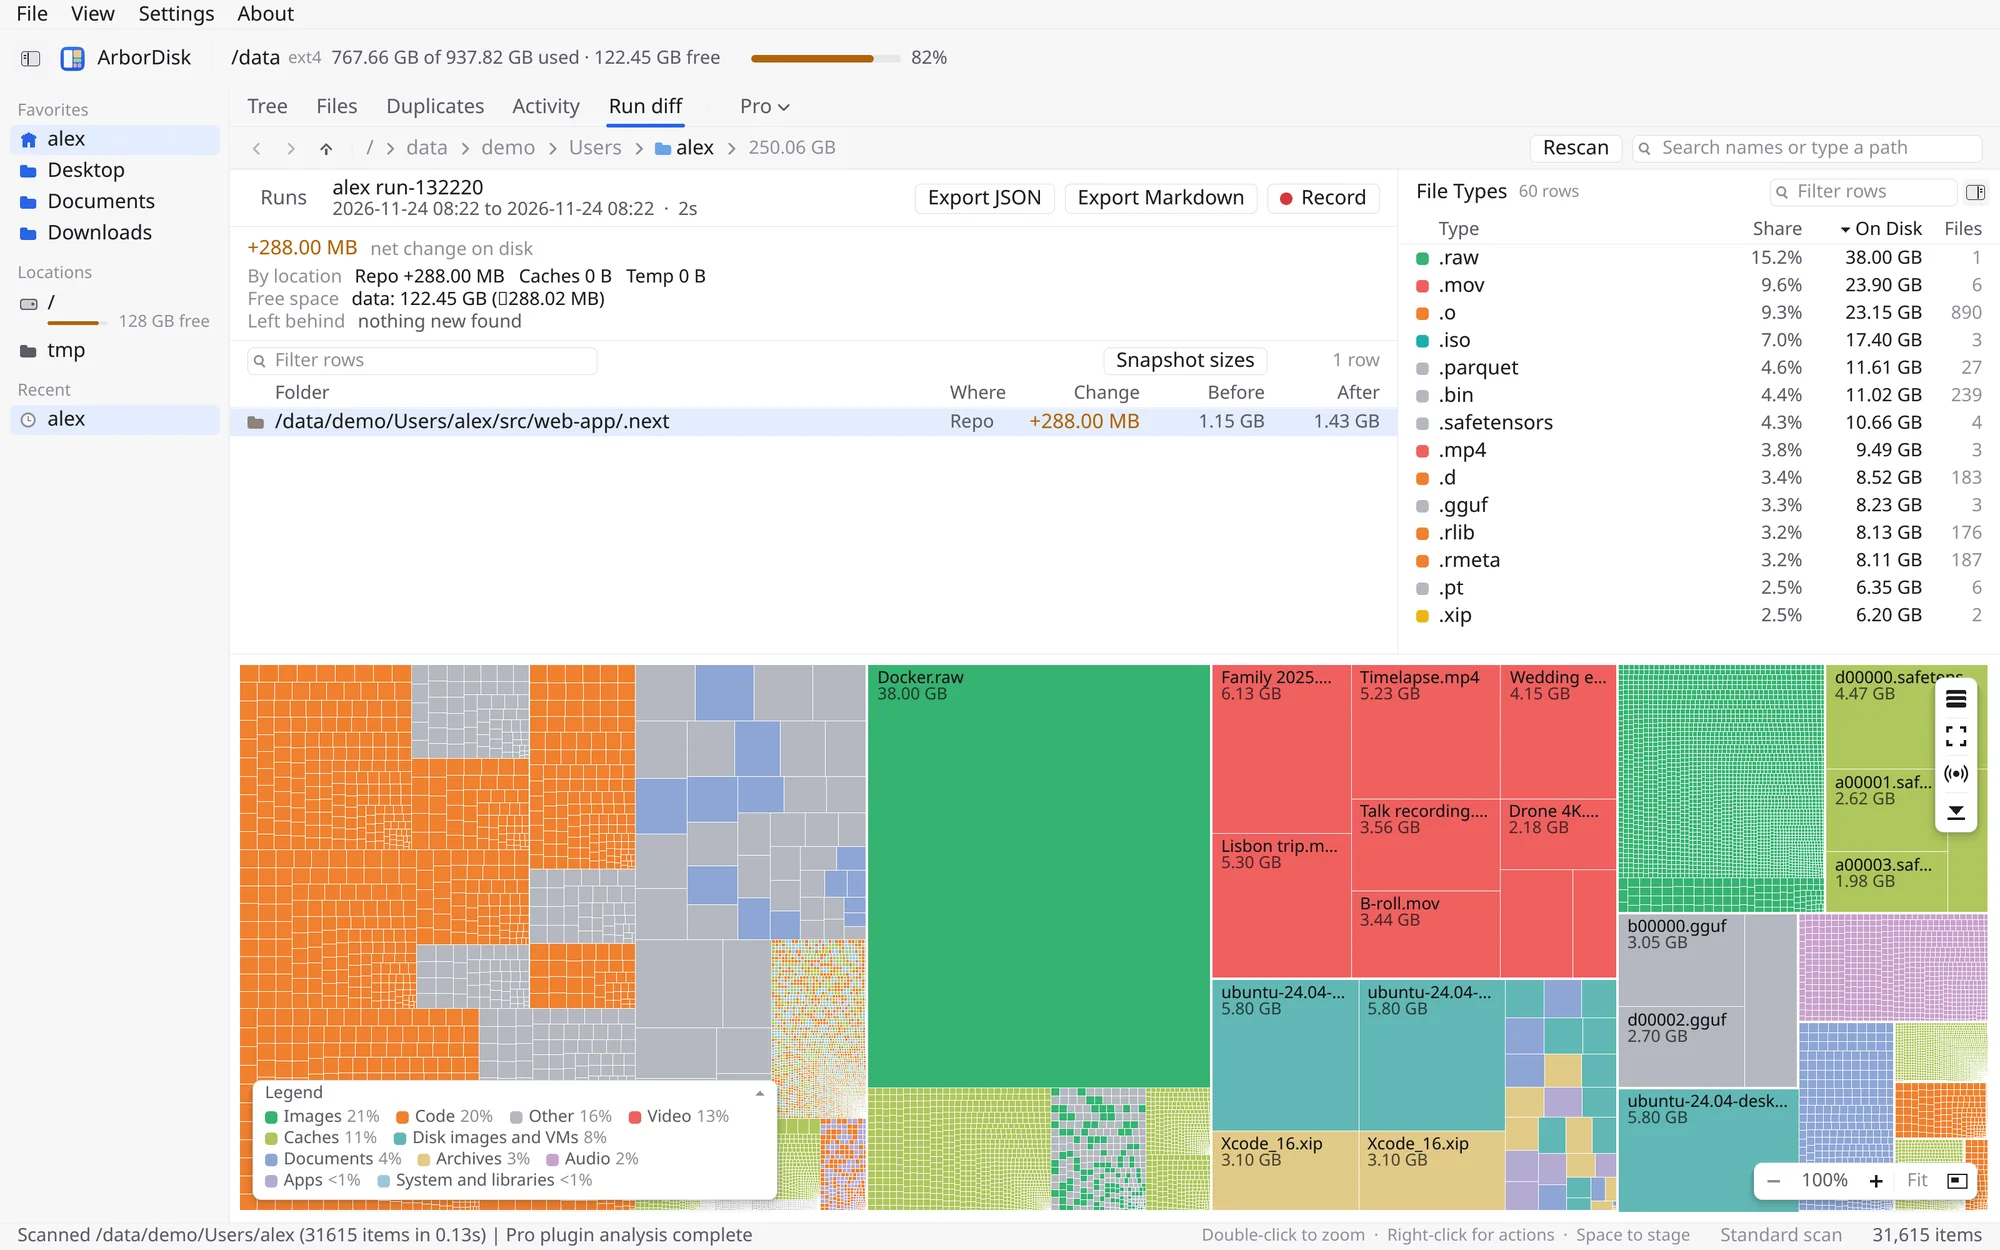 File View Settings About
ArborDisk /data ext4 767.66 GB of 937.82 GB used · 122.45 GB free 82%
Favorites
alex
Desktop
Documents
Downloads
Locations
/
128 GB free
tmp
Recent
alex
Tree Files Duplicates Activity Run diff Pro
/ > data > demo > Users > alex > 250.06 GB
Rescan Search names or type a path
Runs alex run-132220
2026-11-24 08:22 to 2026-11-24 08:22 · 2s
Export JSON Export Markdown Record
+288.00 MB net change on disk
By location Repo +288.00 MB Caches 0 B Temp 0 B
Free space data: 122.45 GB (▯288.02 MB)
Left behind nothing new found
Filter rows Snapshot sizes 1 row
Folder Where Change Before After
/data/demo/Users/alex/src/web-app/.next Repo +288.00 MB 1.15 GB 1.43 GB
File Types 60 rows Filter rows
Type Share On Disk Files
.raw 15.2% 38.00 GB 1
.mov 9.6% 23.90 GB 6
.o 9.3% 23.15 GB 890
.iso 7.0% 17.40 GB 3
.parquet 4.6% 11.61 GB 27
.bin 4.4% 11.02 GB 239
.safetensors 4.3% 10.66 GB 4
.mp4 3.8% 9.49 GB 3
.d 3.4% 8.52 GB 183
.gguf 3.3% 8.23 GB 3
.rlib 3.2% 8.13 GB 176
.rmeta 3.2% 8.11 GB 187
.pt 2.5% 6.35 GB 6
.xip 2.5% 6.20 GB 2
Docker.raw
38.00 GB
Family 2025....
6.13 GB
Timelapse.mp4
5.23 GB
Wedding e...
4.15 GB
Lisbon trip.m...
5.30 GB
Talk recording....
3.56 GB
Drone 4K....
2.18 GB
B-roll.mov
3.44 GB
ubuntu-24.04-...
5.80 GB
ubuntu-24.04-...
5.80 GB
Xcode_16.xip
3.10 GB
Xcode_16.xip
3.10 GB
d00000.safetens
4.47 GB
a00001.saf...
2.62 GB
a00003.saf...
1.98 GB
b00000.gguf
3.05 GB
d00002.gguf
2.70 GB
ubuntu-24.04-desk...
5.80 GB
Legend
Images 21% Code 20% Other 16% Video 13%
Caches 11% Disk images and VMs 8%
Documents 4% Archives 3% Audio 2%
Apps <1% System and libraries <1%
− 100% + Fit
Scanned /data/demo/Users/alex (31615 items in 0.13s) | Pro plugin analysis complete
Double-click to zoom · Right-click for actions · Space to stage Standard scan 31,615 items